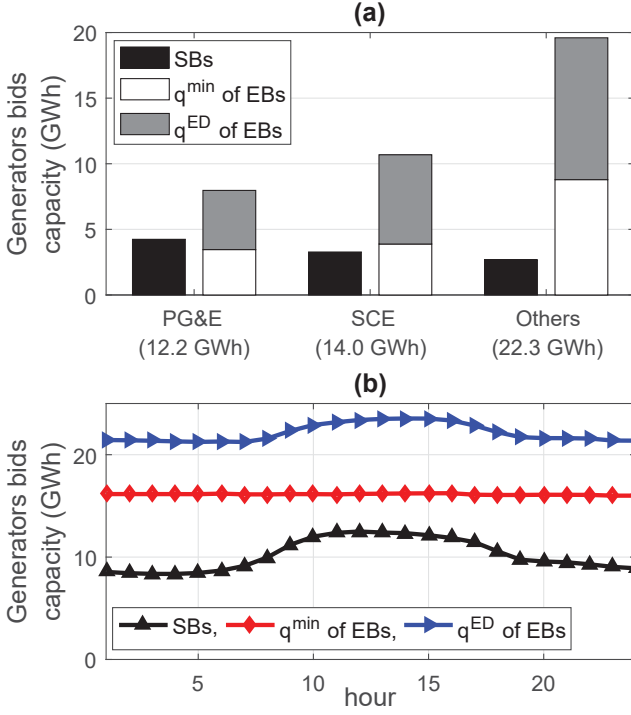 (a)
Generators bids
capacity (GWh)
20
15
10
5
0
SBs
q^min of EBs
q^ED of EBs
PG&E
SCE
Others
(12.2 GWh)
(14.0 GWh)
(22.3 GWh)
(b)
Generators bids
capacity (GWh)
20
10
0
SBs, q^min of EBs, q^ED of EBs
5
10
15
20
hour